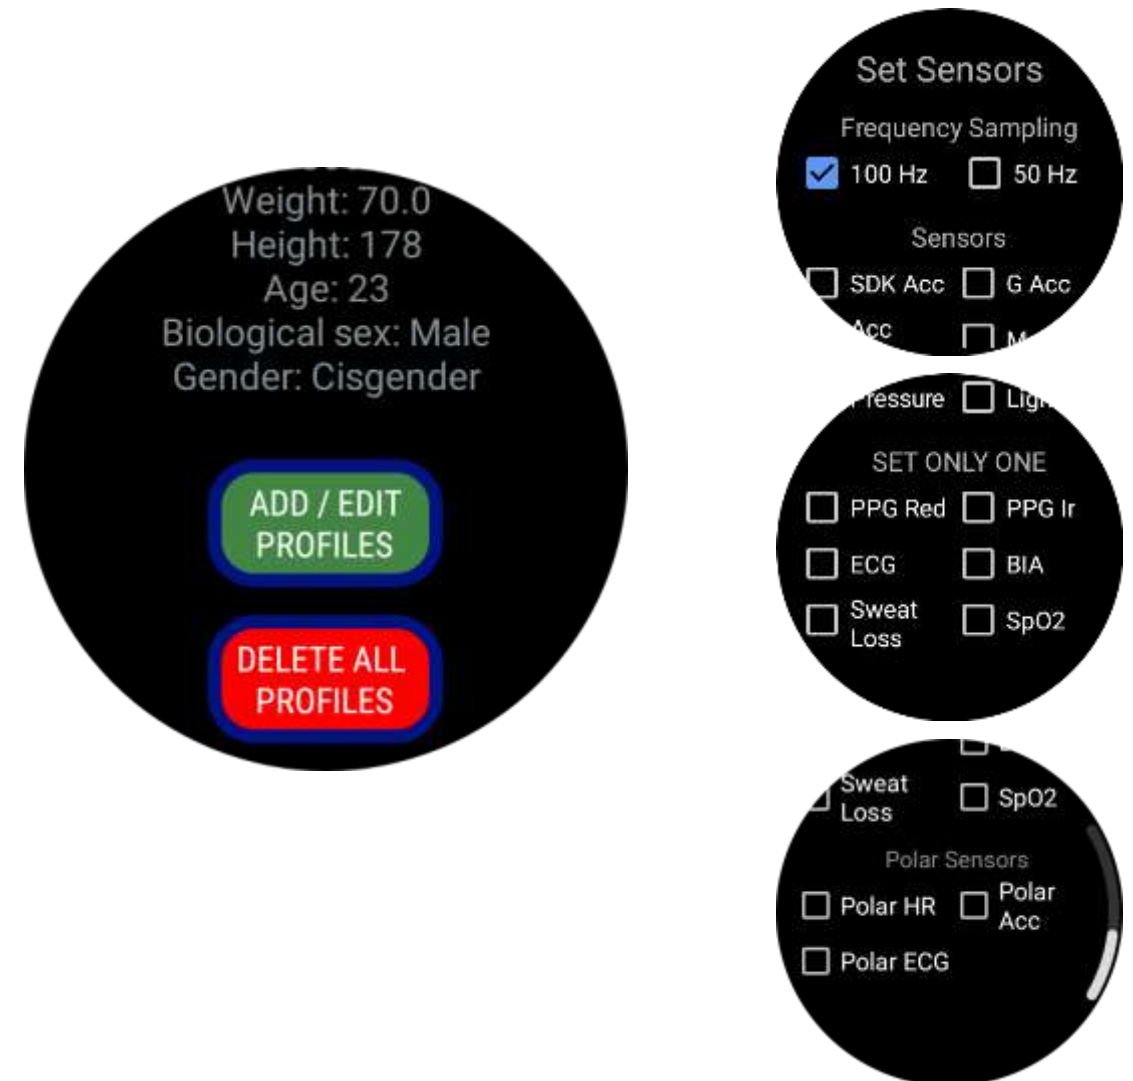 Weight: 70.0
Height: 178
Age: 23
Biological sex: Male
Gender: Cisgender
ADD / EDIT
PROFILES
DELETE ALL
PROFILES
Set Sensors
Frequency Sampling
100 Hz 50 Hz
Sensors
SDK Acc G Acc
Acc
SET ONLY ONE
PPG Red PPG Ir
ECG BIA
Sweat
Loss SpO2
Sweat
Loss SpO2
Polar Sensors
Polar HR Polar
Acc
Polar ECG